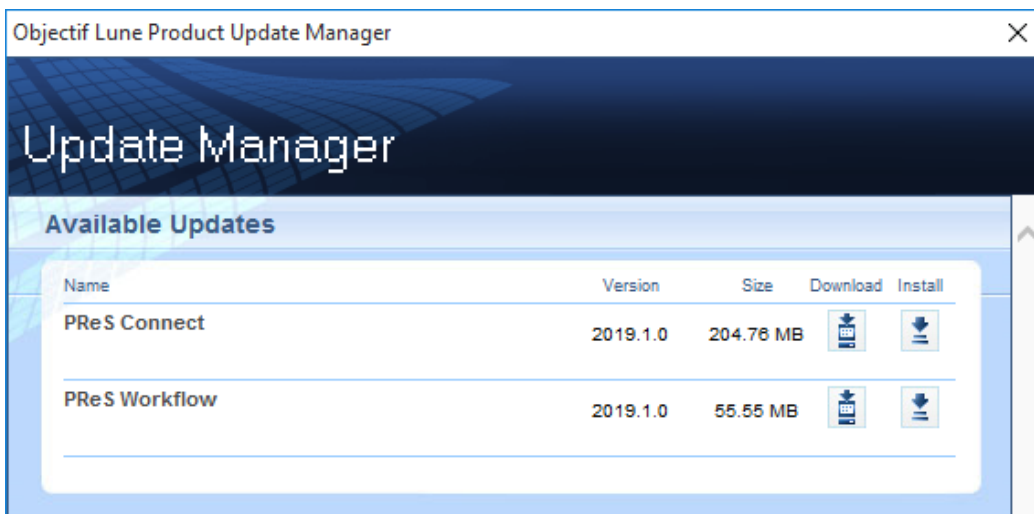 Objectif Lune Product Update Manager
Update Manager
Available Updates
Name Version Size Download Install
PReS Connect 2019.1.0 204.76 MB
PReS Workflow 2019.1.0 55.55 MB